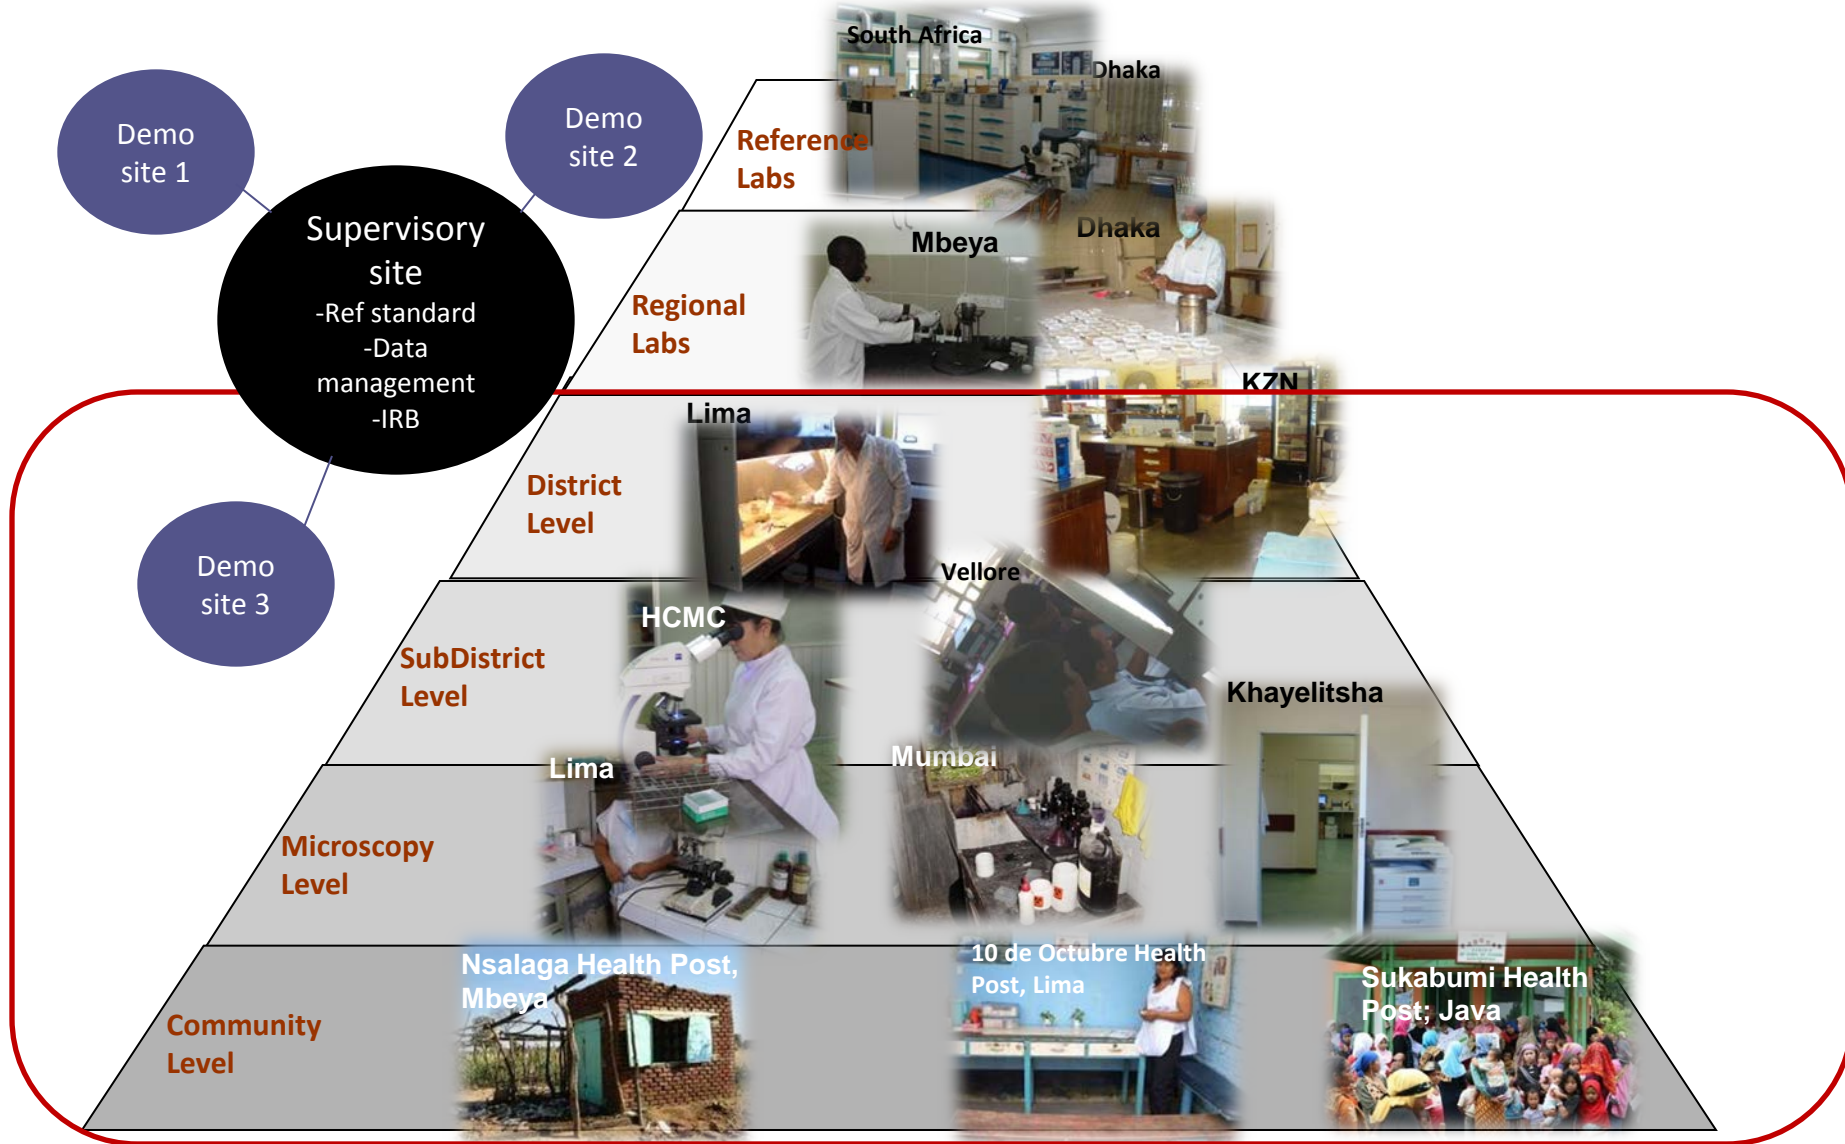 South Africa
Dhaka
Demo
site 1
Demo
site 2
Reference
Labs
Supervisory
site
-Ref standard
-Data
management
-IRB
Mbeya
Dhaka
Regional
Labs
KZN
Lima
District
Level
Demo
site 3
Vellore
HCMC
SubDistrict
Level
Khayelitsha
Lima
Mumbai
Microscopy
Level
Nsalaga Health Post,
Mbeya
10 de Octubre Health
Post, Lima
Sukabumi Health
Post; Java
Community
Level